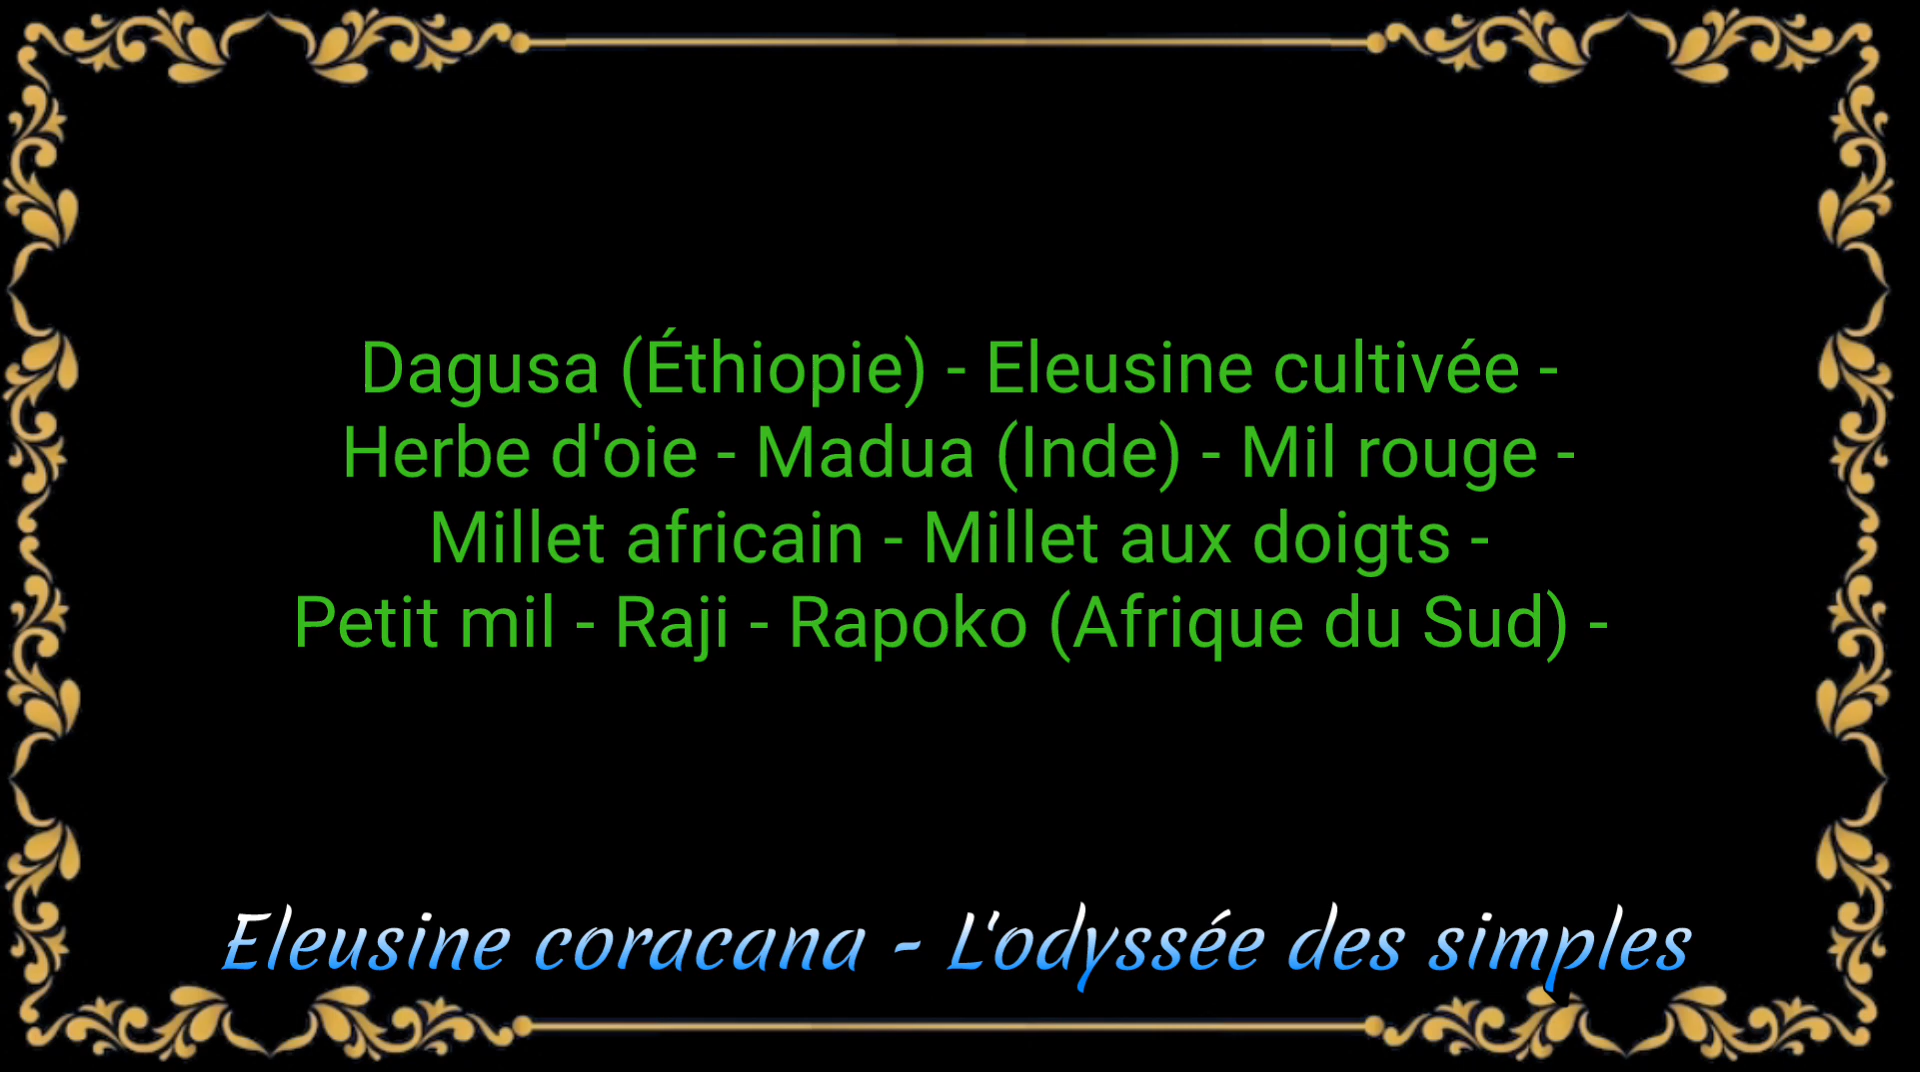 Dagusa (Éthiopie) - Eleusine cultivée -
Herbe d'oie - Madua (Inde) - Mil rouge -
Millet africain - Millet aux doigts -
Petit mil - Raji - Rapoko (Afrique du Sud) -
Eleusine coracana - L'odyssée des simples